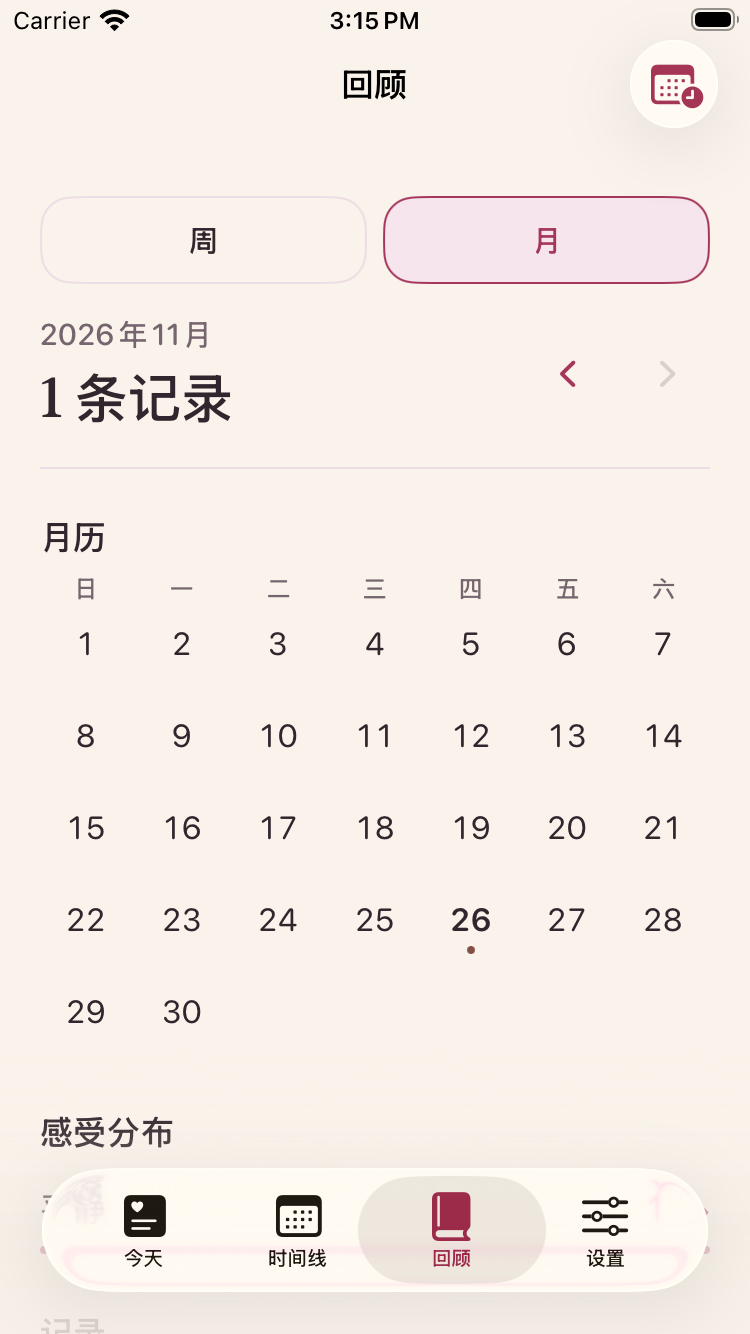 Carrier 3:15 PM
回顾
周 月
2026年11月
1 条记录
月历
日 一 二 三 四 五 六
1 2 3 4 5 6 7
8 9 10 11 12 13 14
15 16 17 18 19 20 21
22 23 24 25 26 27 28
29 30
感受分布
今天 时间线 回顾 设置
记录